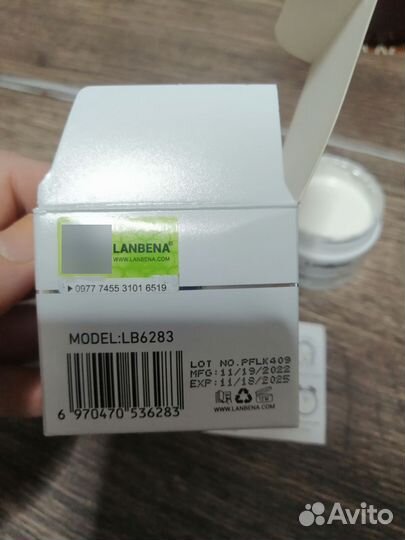 LANBENA®
WWW.LANBENA.COM
▶0977 7455 3101 6519
MODEL:LB6283
6 970470 536283
LOT NO.PFLK409
MFG:11/19/2022
EXP:11/18/2025
WWW.LANBENA.CN
Avito